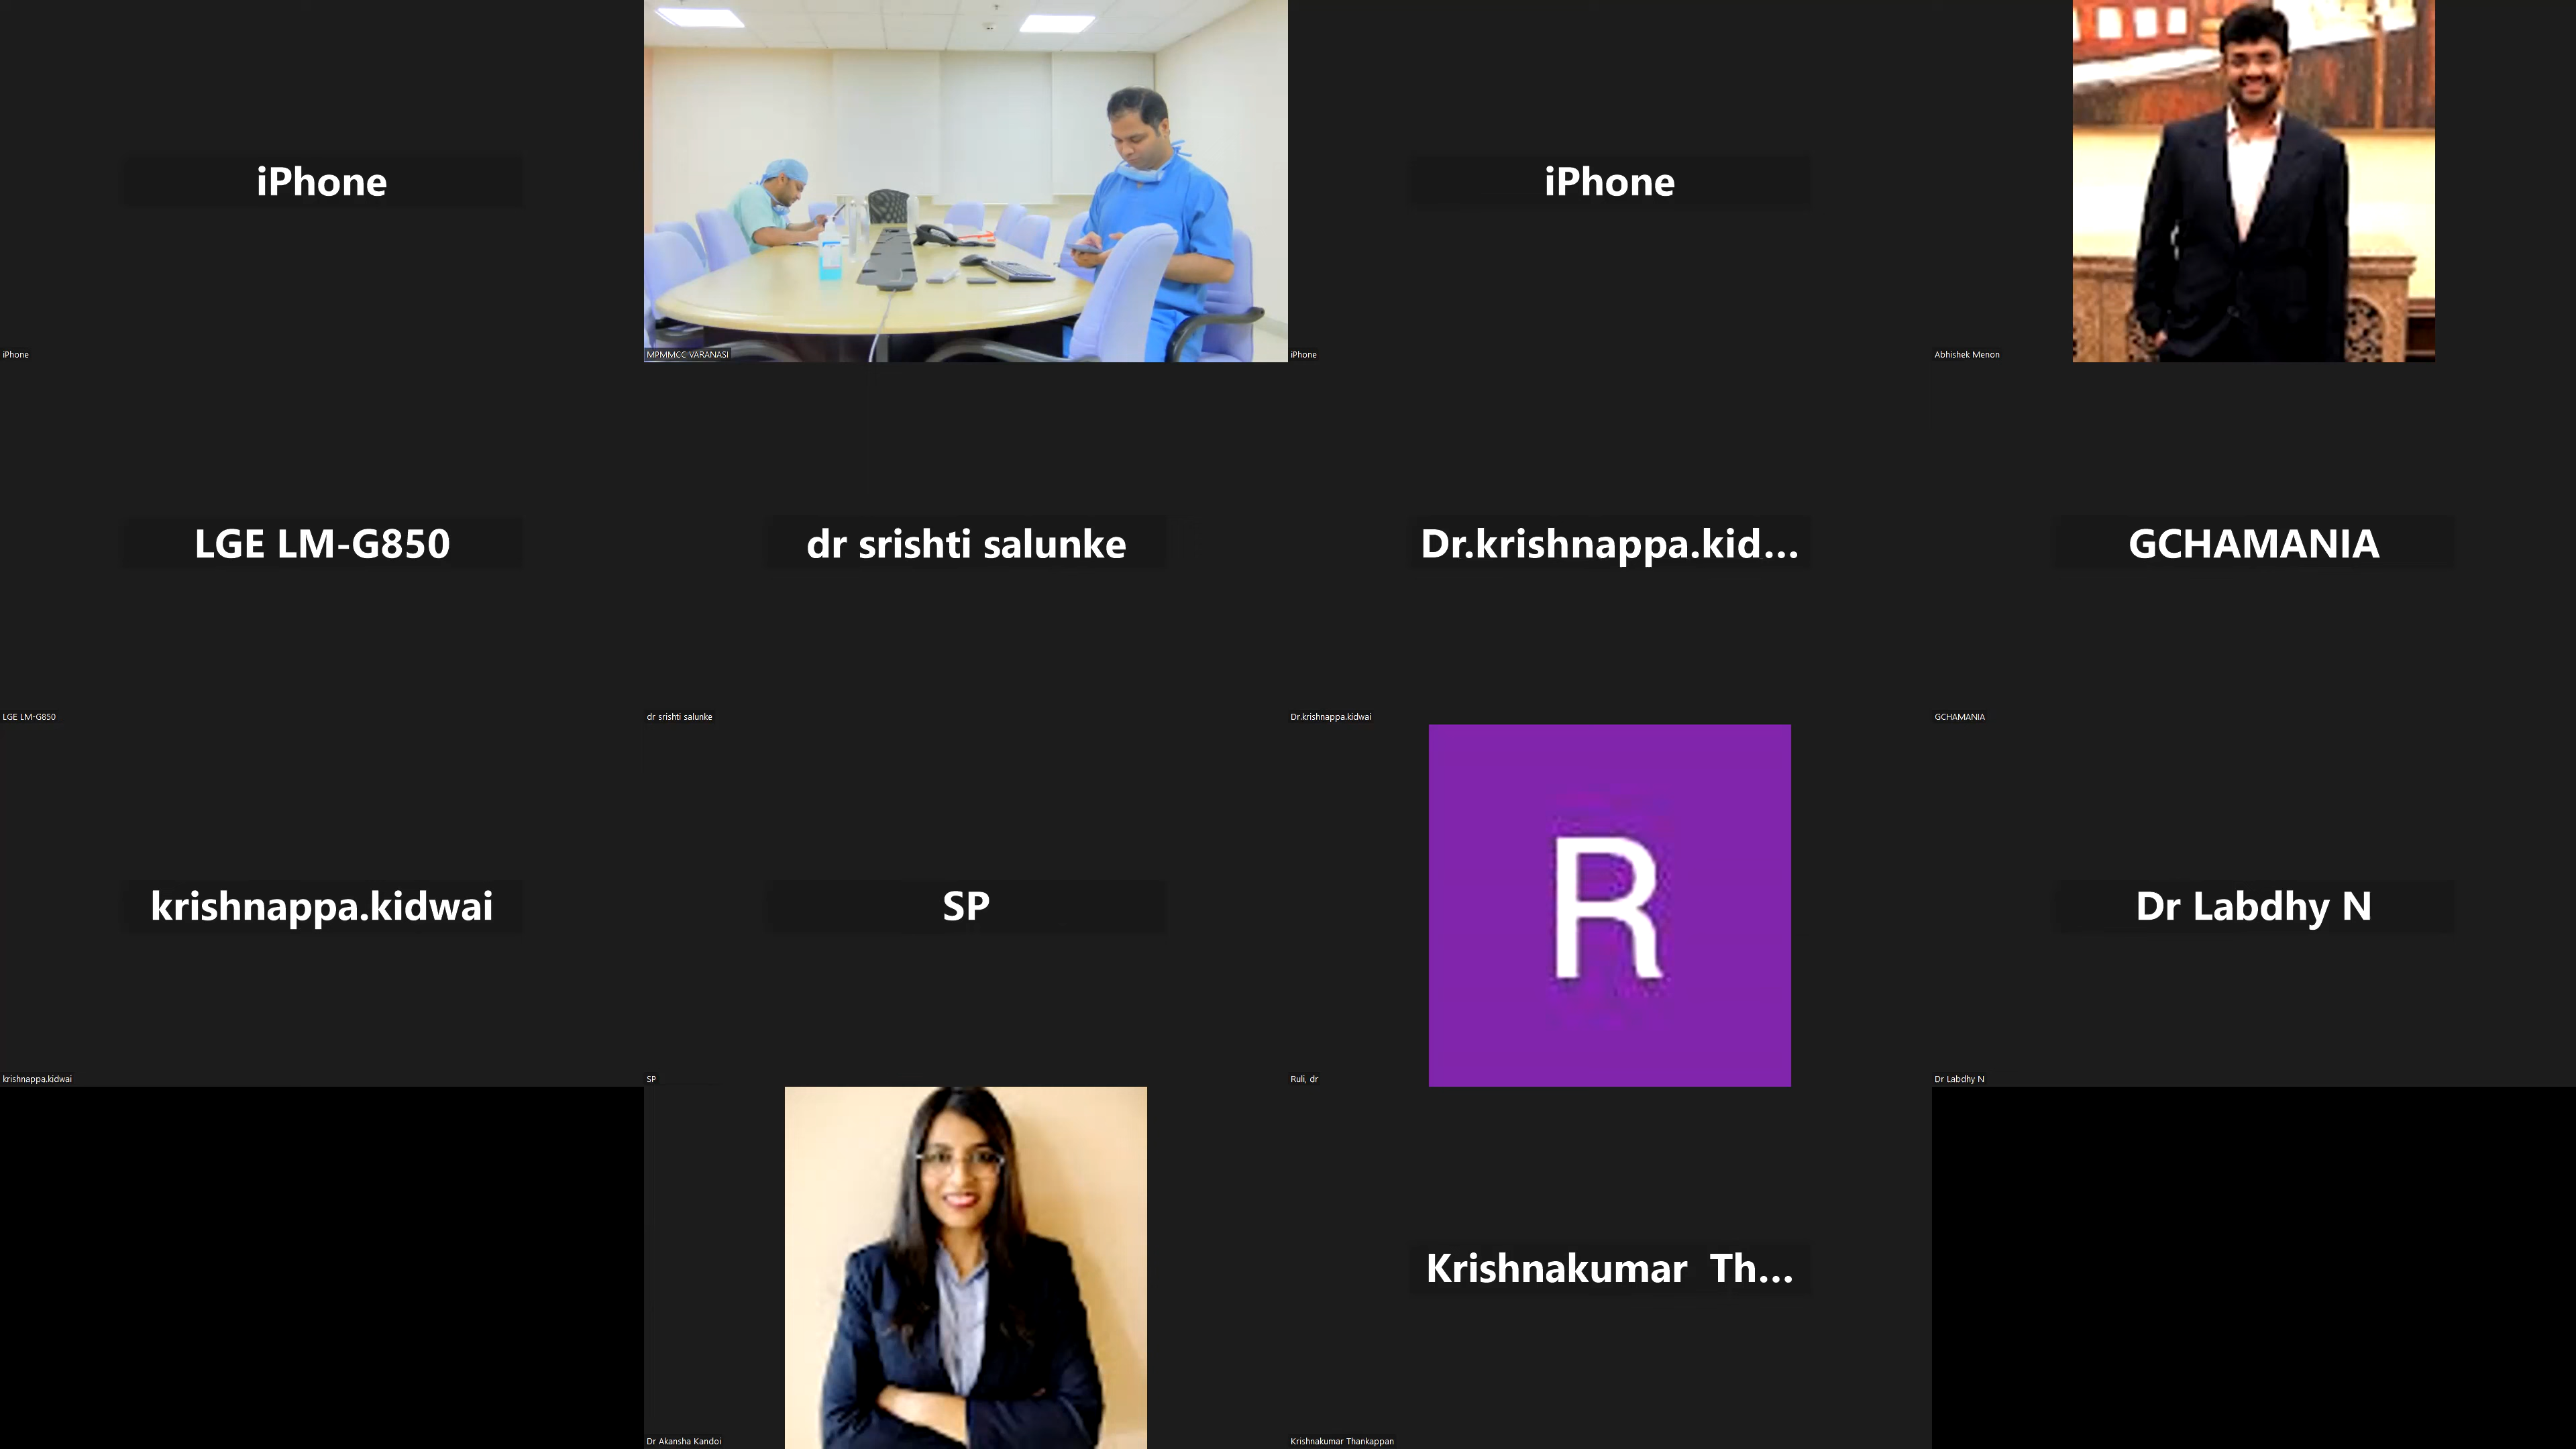 iPhone
iPhone
MPMMCC VARANASI
iPhone
iPhone
Abhishek Menon
LGE LM-G850
LGE LM-G850
dr srishti salunke
dr srishti salunke
Dr.krishnappa.kid...
Dr.krishnappa.kidwai
GCHAMANIA
GCHAMANIA
krishnappa.kidwai
krishnappa.kidwai
SP
SP
R
Ruli, dr
Dr Labdhy N
Dr Labdhy N
Dr Akansha Kandoi
Krishnakumar Th...
Krishnakumar Thankappan